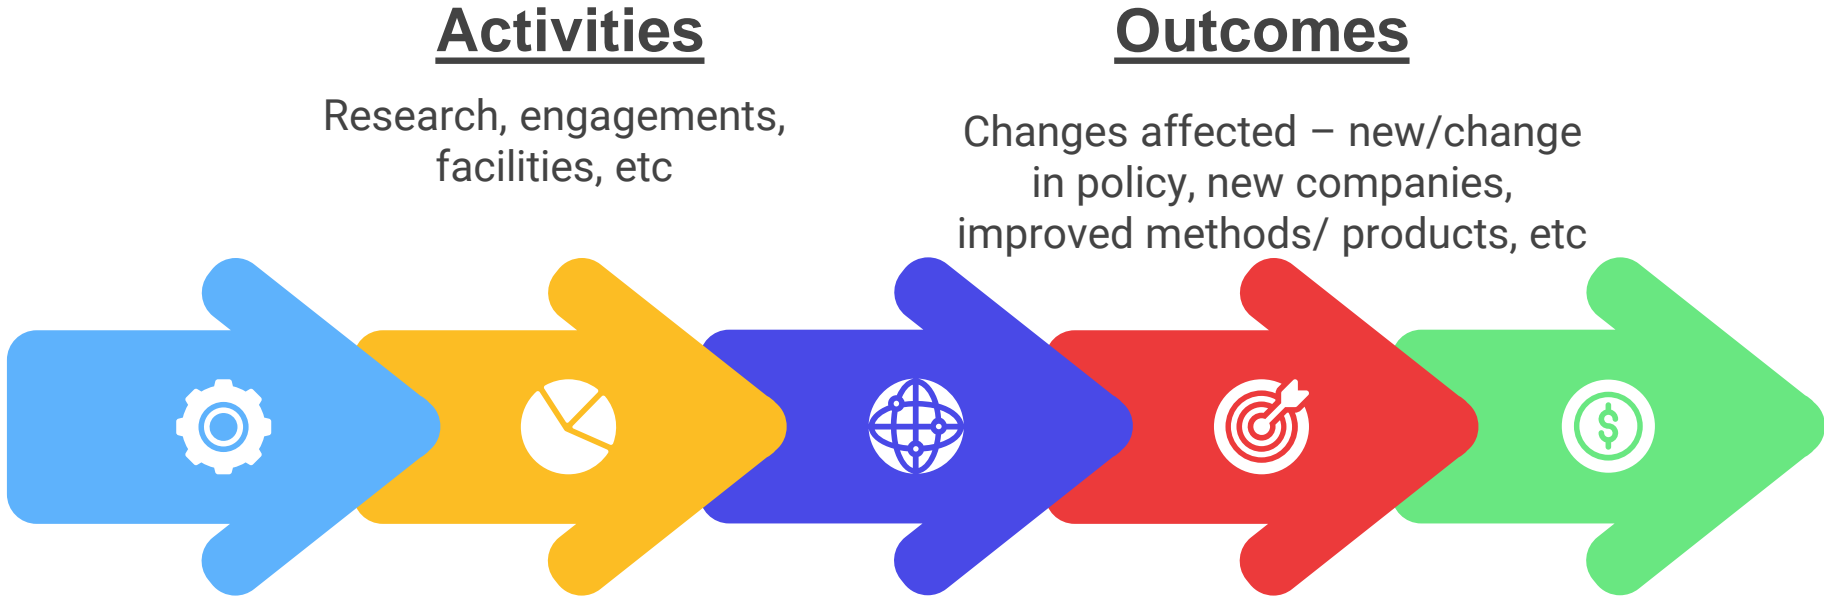 Activities
Research, engagements,
facilities, etc
Outcomes
Changes affected – new/change
in policy, new companies,
improved methods/ products, etc
$